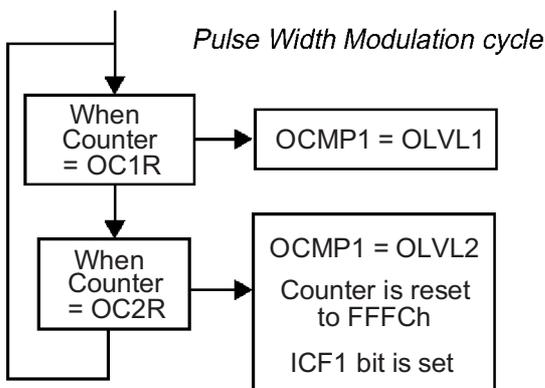 Pulse Width Modulation cycle
When
Counter
= OC1R
OCMP1 = OLVL1
When
Counter
= OC2R
OCMP1 = OLVL2
Counter is reset
to FFFCh
ICF1 bit is set